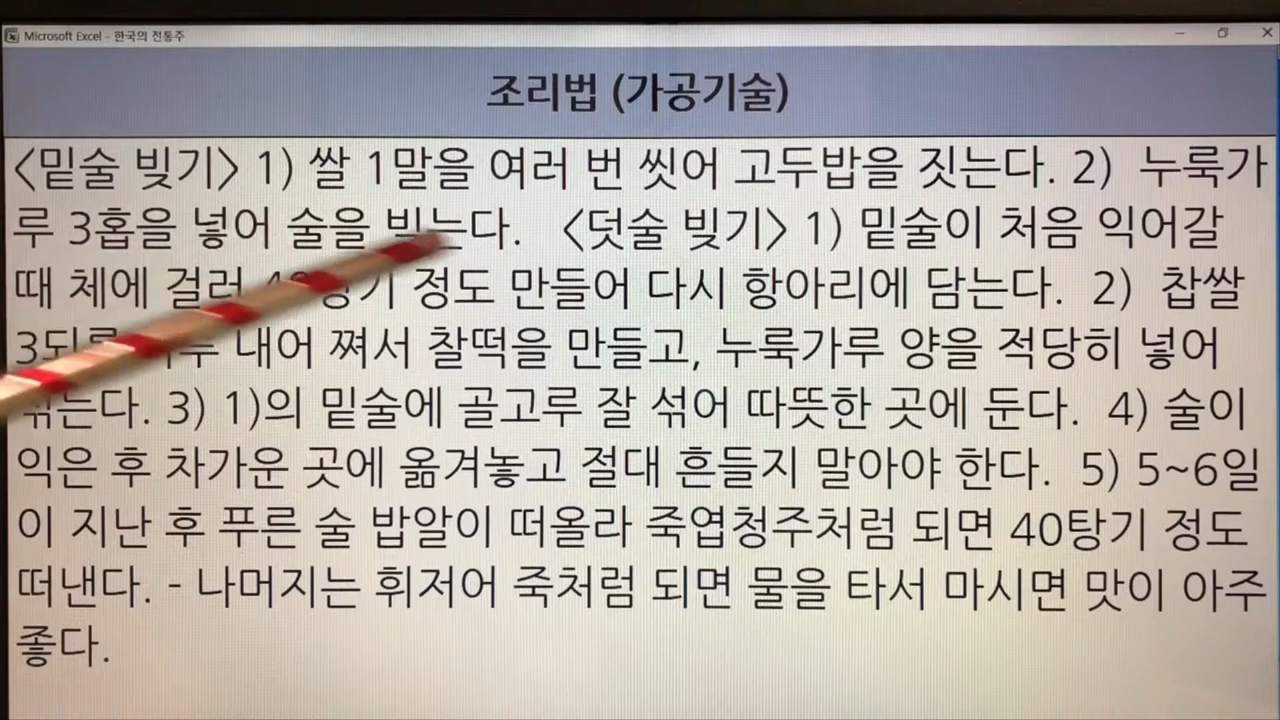 Microsoft Excel - 한국의 전통주
조리법 (가공기술)
〈밑술 빚기〉 1) 쌀 1말을 여러 번 씻어 고두밥을 짓는다. 2) 누룩가
루 3홉을 넣어 술을 빚는다. 〈덧술 빚기〉 1) 밑술이 처음 익어갈
때 체에 걸러 정도 만들어 다시 항아리에 담는다. 2) 찹쌀
내어 쪄서 찰떡을 만들고, 누룩가루 양을 적당히 넣어
섞는다. 3) 1)의 밑술에 골고루 잘 섞어 따뜻한 곳에 둔다. 4) 술이
익은 후 차가운 곳에 옮겨놓고 절대 흔들지 말아야 한다. 5) 5~6일
이 지난 후 푸른 술 밥알이 떠올라 죽엽청주처럼 되면 40탕기 정도
떠낸다. - 나머지는 휘저어 죽처럼 되면 물을 타서 마시면 맛이 아주
좋다.